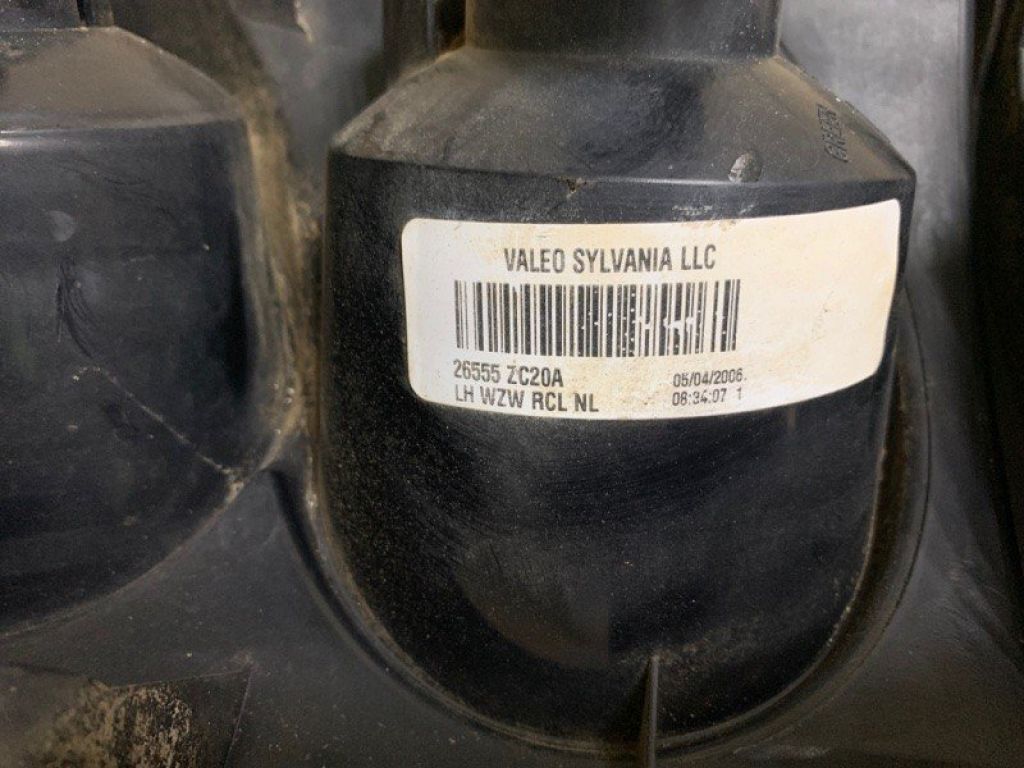 VALEO SYLVANIA LLC
26555 ZC20A
LH WZW RCL NL
05/04/2006
08:34:07 1